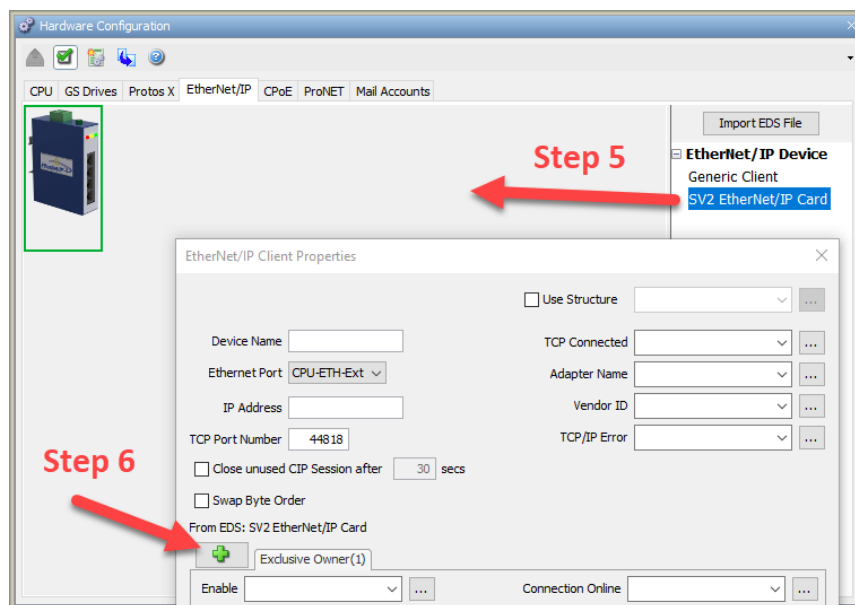 Hardware Configuration
CPU GS Drives Protos X EtherNet/IP CPoE ProNET Mail Accounts
Import EDS File
EtherNet/IP Device
Generic Client
SV2 EtherNet/IP Card
Step 5
EtherNet/IP Client Properties
Use Structure ...
Device Name TCP Connected ...
Ethernet Port CPU-ETH-Ext Adapter Name ...
IP Address Vendor ID ...
TCP Port Number 44818 TCP/IP Error ...
Step 6
Close unused CIP Session after 30 secs
Swap Byte Order
From EDS: SV2 EtherNet/IP Card
Exclusive Owner(1)
Enable ... Connection Online ...